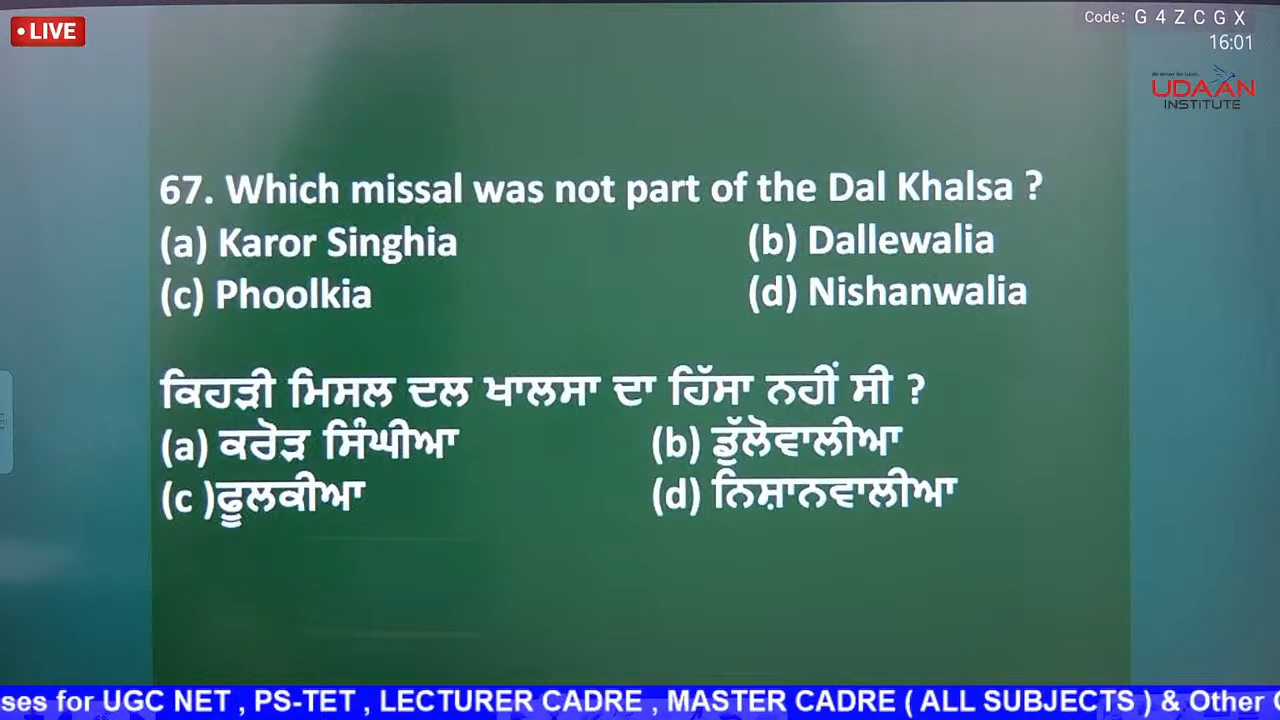 • LIVE
Code: G 4 Z C G X
16:01
UDAAN
INSTITUTE
67. Which missal was not part of the Dal Khalsa ?
(a) Karor Singhia (b) Dallewalia
(c) Phoolkia (d) Nishanwalia
ਕਿਹੜੀ ਮਿਸਲ ਦਲ ਖਾਲਸਾ ਦਾ ਹਿੱਸਾ ਨਹੀਂ ਸੀ ?
(a) ਕਰੋੜ ਸਿੰਘੀਆ (b) ਡੁੱਲੋਵਾਲੀਆ
(c )ਫੂਲਕੀਆ (d) ਨਿਸ਼ਾਨਵਾਲੀਆ
ses for UGC NET , PS-TET , LECTURER CADRE , MASTER CADRE ( ALL SUBJECTS ) & Other